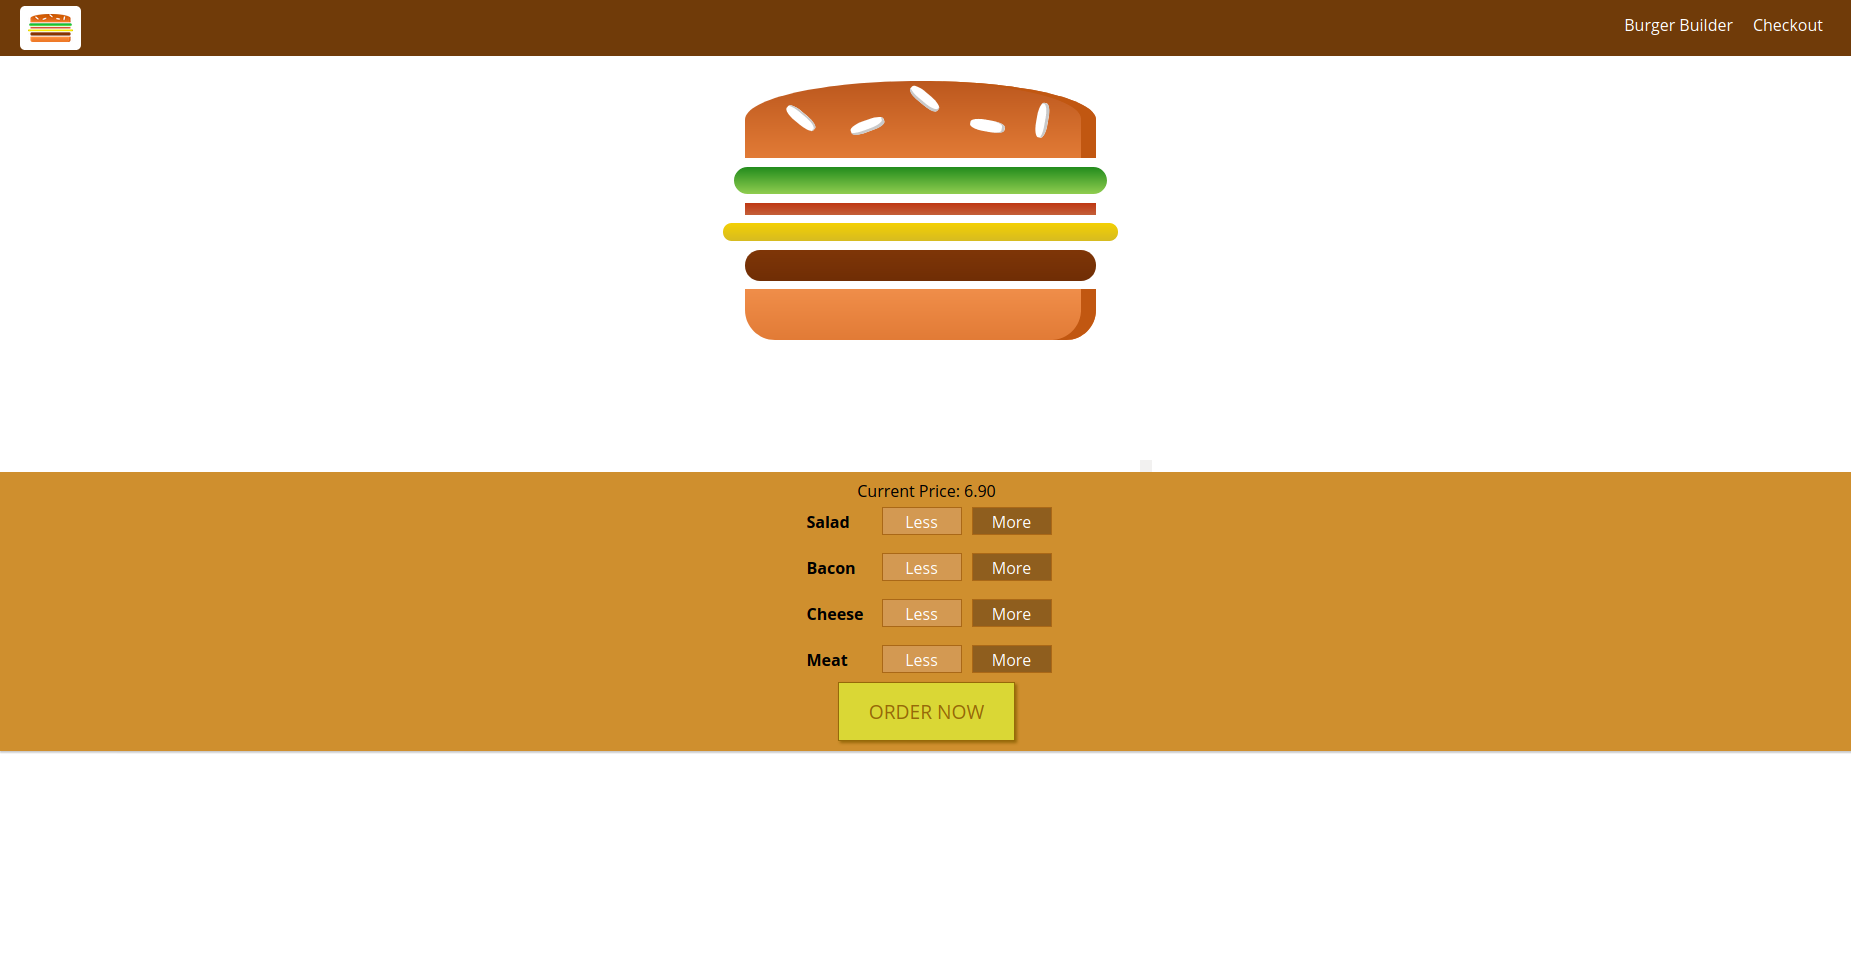 Burger Builder Checkout
Current Price: 6.90
Salad Less More
Bacon Less More
Cheese Less More
Meat Less More
ORDER NOW